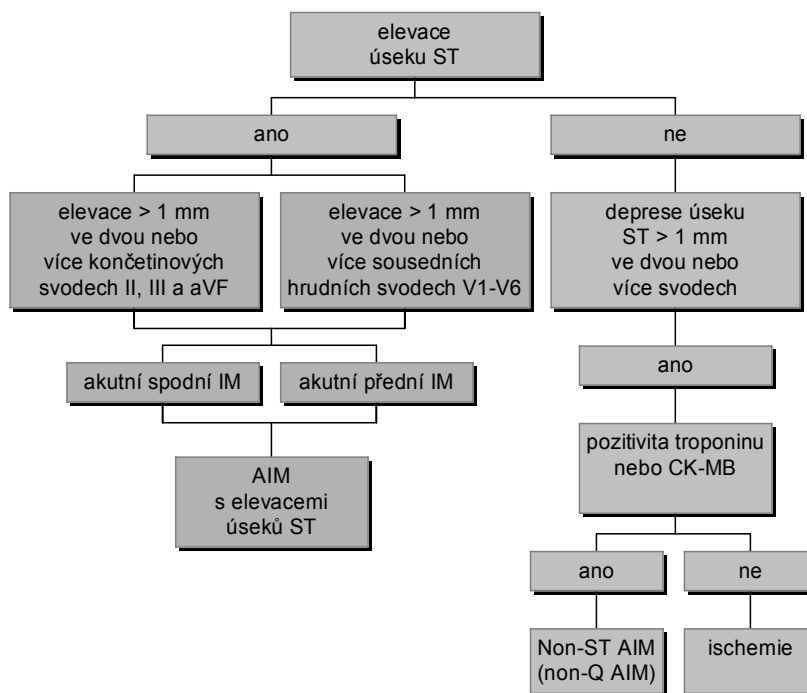 elevace
úseku ST
ano
ne
elevace > 1 mm
ve dvou nebo
více končetinových
svodech II, III a aVF
elevace > 1 mm
ve dvou nebo
více sousedních
hrudních svodech V1-V6
deprese úseku
ST > 1 mm
ve dvou nebo
více svodech
akutní spodní IM
akutní přední IM
ano
AIM
s elevacemi
úseků ST
pozitivita troponinu
nebo CK-MB
ano
ne
Non-ST AIM
(non-Q AIM)
ischemie